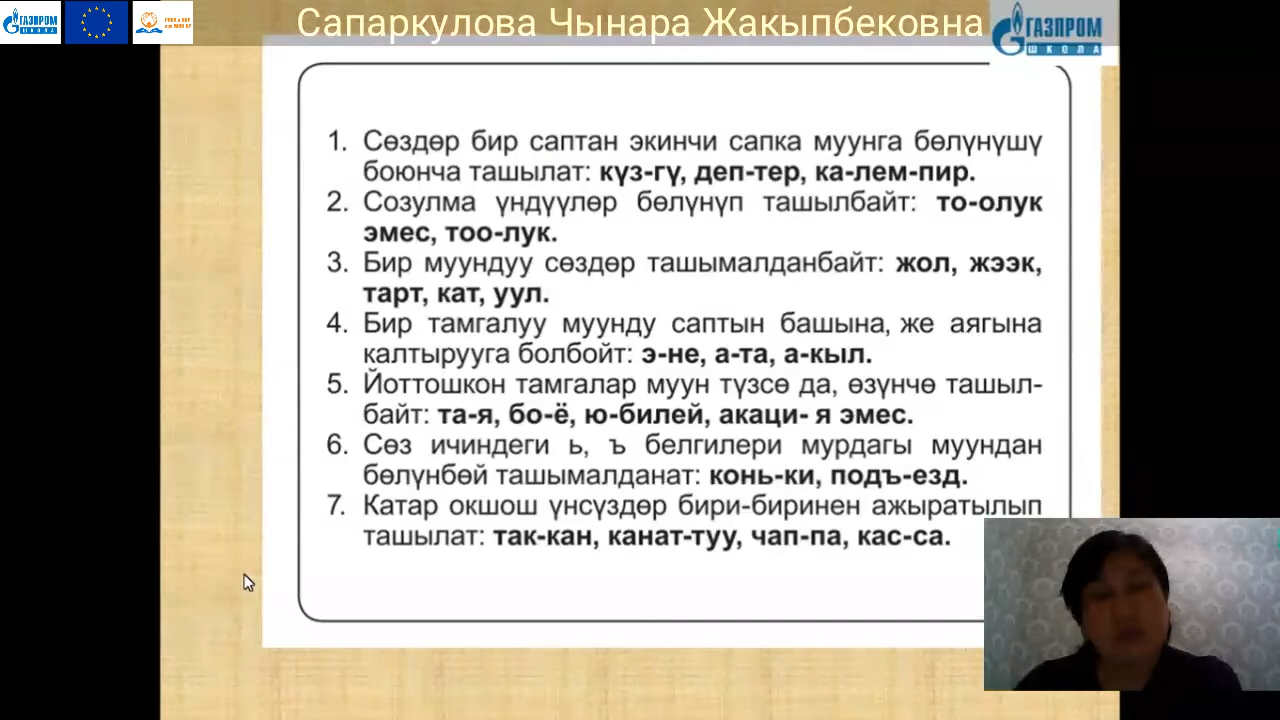 Сапаркулова Чынара Жакыпбековна
ГАЗПРОМ
ШКОЛА
1. Сөздөр бир саптан экинчи сапка муунга бөлүнүшү
боюнча ташылат: күз-гү, деп-тер, ка-лем-пир.
2. Созулма үндүүлөр бөлүнүп ташылбайт: то-олук
эмес, тоо-лук.
3. Бир муундуу сөздөр ташымалданбайт: жол, жээк,
тарт, кат, уул.
4. Бир тамгалуу муунду саптын башына, же аягына
калтырууга болбойт: э-не, а-та, а-кыл.
5. Йоттошкон тамгалар муун түзсө да, өзүнчө ташыл-
байт: та-я, бо-ё, ю-билей, акаци- я эмес.
6. Сөз ичиндеги ь, ъ белгилери мурдагы муундан
бөлүнбөй ташымалданат: конь-ки, подъ-езд.
7. Катар окшош үнсүздөр бири-биринен ажыратылып
ташылат: так-кан, канат-туу, чап-па, кас-са.